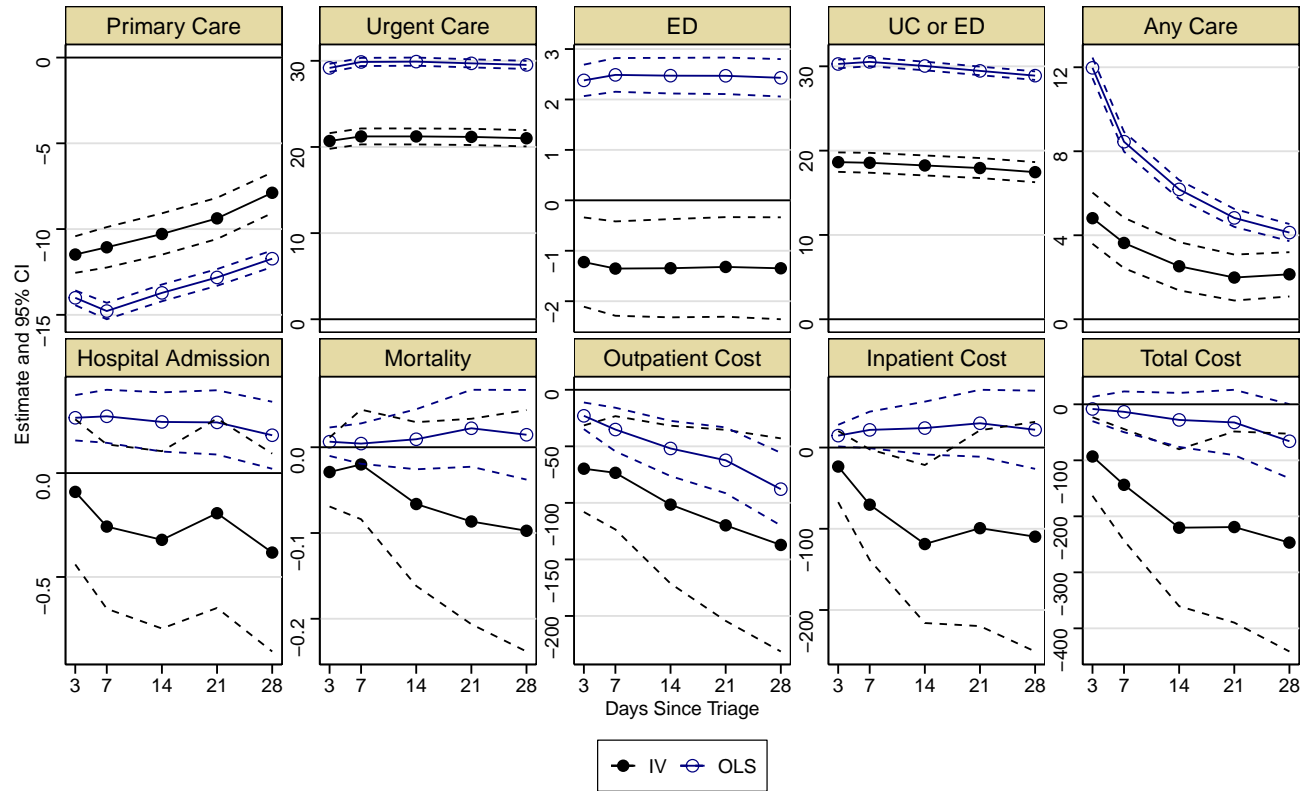 Primary Care Urgent Care ED UC or ED Any Care
0 −5 −10 −15
0 10 20 30
−2 −1 0 1 2 3
0 10 20 30
0 4 8 12
Estimate and 95% CI
Hospital Admission Mortality Outpatient Cost Inpatient Cost Total Cost
0.0 −0.5
0.0 −0.1 −0.2
0 −50 −100 −150 −200
0 −100 −200
0 −100 −200 −300 −400
3 7 14 21 28 3 7 14 21 28 3 7 14 21 28 3 7 14 21 28 3 7 14 21 28
Days Since Triage
IV OLS